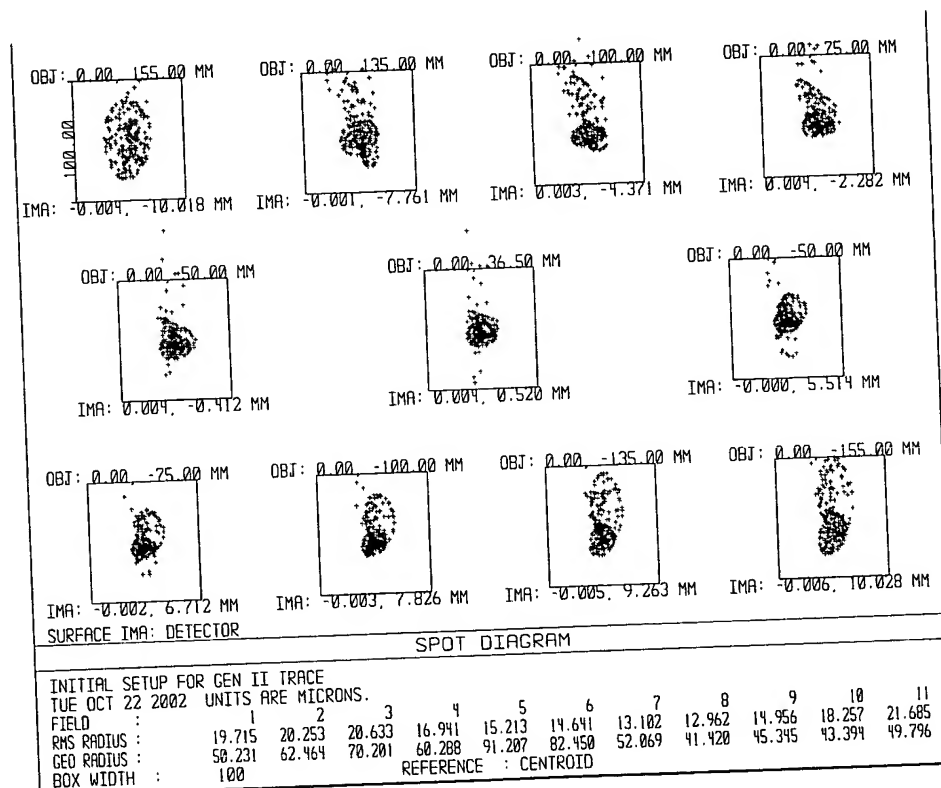 OBJ: 0.00, 155.00 MM OBJ: 0.00, 135.00 MM OBJ: 0.00, 100.00 MM OBJ: 0.00, 75.00 MM
100.00
IMA: -0.004, -10.018 MM IMA: -0.001, -7.761 MM IMA: 0.003, -4.371 MM IMA: 0.004, -2.282 MM
OBJ: 0.00, 50.00 MM OBJ: 0.00, 36.50 MM OBJ: 0.00, -50.00 MM
IMA: 0.004, -0.412 MM IMA: 0.004, 0.520 MM IMA: -0.000, 5.514 MM
OBJ: 0.00, -75.00 MM OBJ: 0.00, -100.00 MM OBJ: 0.00, -135.00 MM OBJ: 0.00, -155.00 MM
IMA: -0.002, 6.712 MM IMA: -0.003, 7.826 MM IMA: -0.005, 9.263 MM IMA: -0.006, 10.028 MM
SURFACE IMA: DETECTOR
SPOT DIAGRAM
INITIAL SETUP FOR GEN II TRACE
TUE OCT 22 2002 UNITS ARE MICRONS.
FIELD : 1 2 3 4 5 6 7 8 9 10 11
RMS RADIUS : 19.715 20.253 20.633 16.941 15.213 14.641 13.102 12.962 14.956 18.257 21.685
GEO RADIUS : 50.231 62.464 70.201 60.288 91.207 82.450 52.069 41.420 45.345 43.394 49.796
BOX WIDTH : 100 REFERENCE : CENTROID